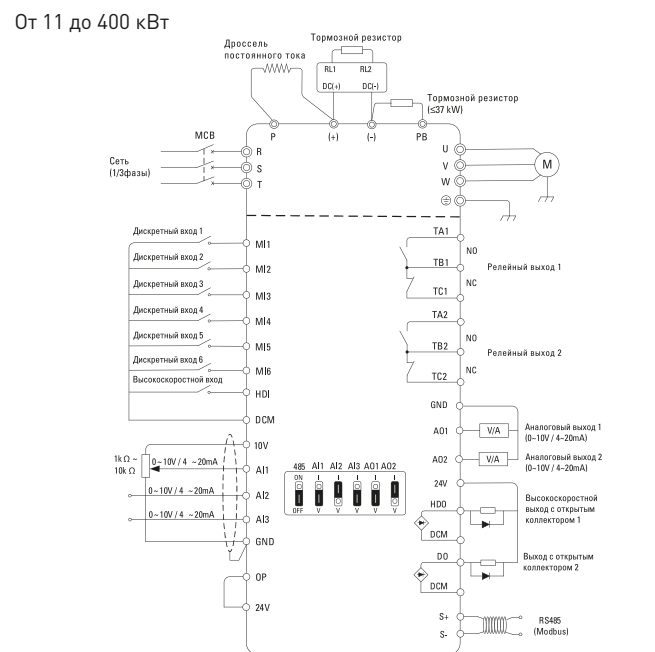 От 11 до 400 кВт
Тормозной резистор
Дроссель
постоянного тока
RL1 RL2
DC(+) DC(-)
Тормозной резистор
(≤37 kW)
P (+) (-) PB
MCB
Сеть
(1/3фазы)
R
S
T
U
V
W
M
Дискретный вход 1
MI1
Дискретный вход 2
MI2
Дискретный вход 3
MI3
Дискретный вход 4
MI4
Дискретный вход 5
MI5
Дискретный вход 6
MI6
Высокоскоростной вход
HDI
DCM
TA1
NO
TB1
Релейный выход 1
NC
TC1
TA2
NO
TB2
Релейный выход 2
NC
TC2
10V
1k Ω ~
10k Ω
0~10V / 4 ~20mA
AI1
0~10V / 4 ~20mA
AI2
0~10V / 4 ~20mA
AI3
GND
OP
24V
485 AI1 AI2 AI3 AO1 AO2
ON I I I I I
OFF V V V V V
GND
AO1
V/A
Аналоговый выход 1
(0~10V / 4~20mA)
AO2
V/A
Аналоговый выход 2
(0~10V / 4~20mA)
24V
HDO
DCM
Высокоскоростной
выход с открытым
коллектором 1
DO
DCM
Выход с открытым
коллектором 2
S+
S-
RS485
(Modbus)